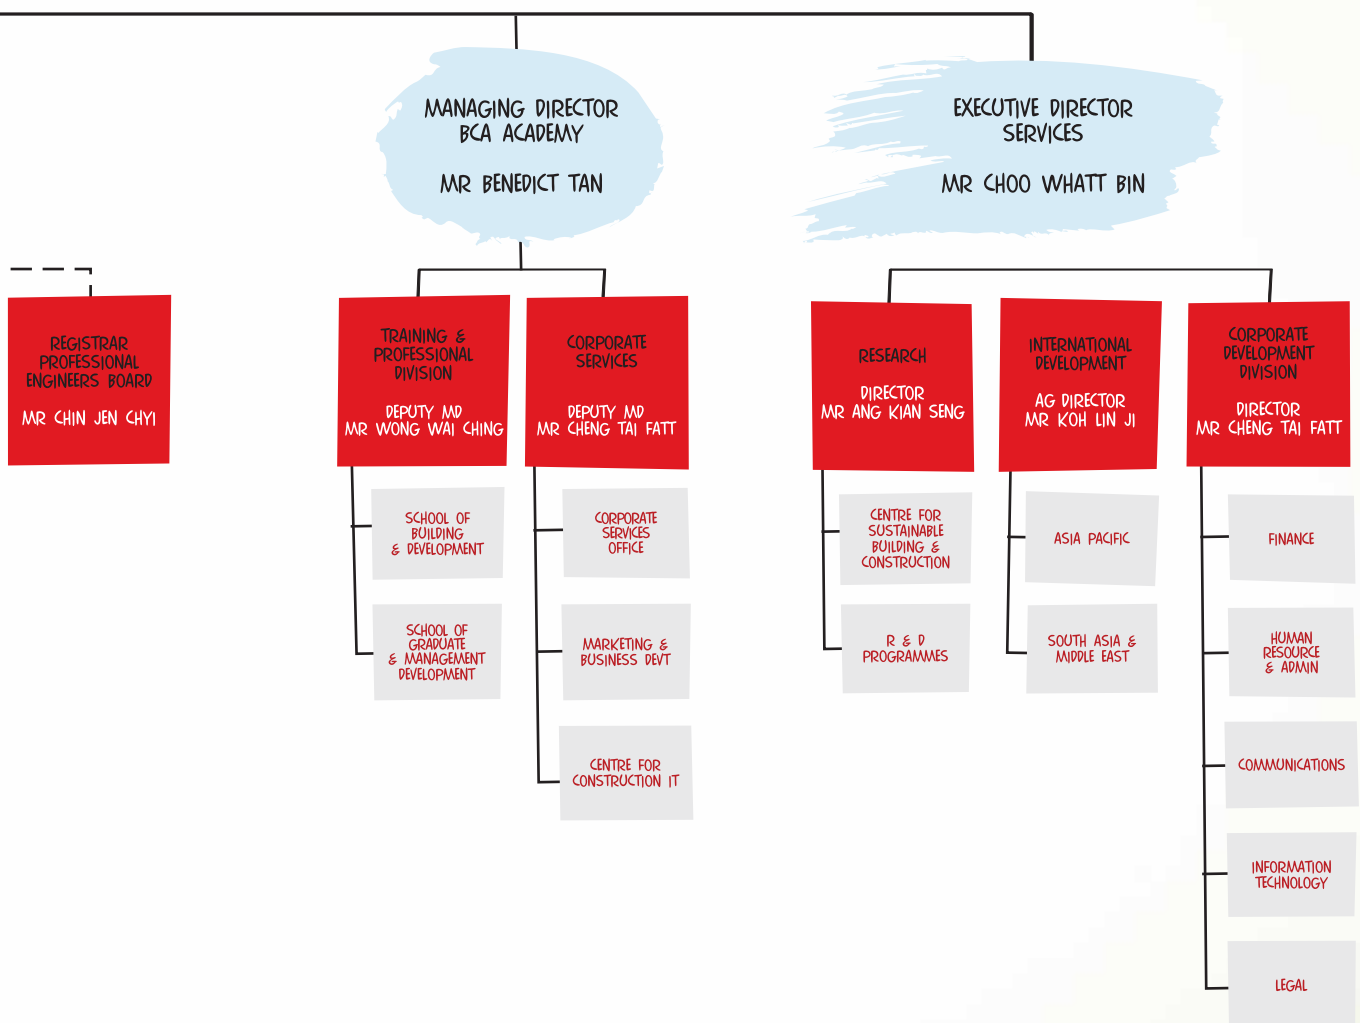 MANAGING DIRECTOR
BCA ACADEMY
MR BENEDICT TAN
EXECUTIVE DIRECTOR
SERVICES
MR CHOO WHATT BIN
REGISTRAR
PROFESSIONAL
ENGINEERS BOARD
MR CHIN JEN CHYI
TRAINING &
PROFESSIONAL
DIVISION
DEPUTY MD
MR WONG WAI CHING
CORPORATE
SERVICES
DEPUTY MD
MR CHENG TAI FATT
RESEARCH
DIRECTOR
MR ANG KIAN SENG
INTERNATIONAL
DEVELOPMENT
AG DIRECTOR
MR KOH LIN JI
CORPORATE
DEVELOPMENT
DIVISION
DIRECTOR
MR CHENG TAI FATT
SCHOOL OF
BUILDING
& DEVELOPMENT
SCHOOL OF
GRADUATE
& MANAGEMENT
DEVELOPMENT
CORPORATE
SERVICES
OFFICE
MARKETING &
BUSINESS DEVT
CENTRE FOR
CONSTRUCTION IT
CENTRE FOR
SUSTAINABLE
BUILDING &
CONSTRUCTION
R & D
PROGRAMMES
ASIA PACIFIC
SOUTH ASIA &
MIDDLE EAST
FINANCE
HUMAN
RESOURCE
& ADMIN
COMMUNICATIONS
INFORMATION
TECHNOLOGY
LEGAL